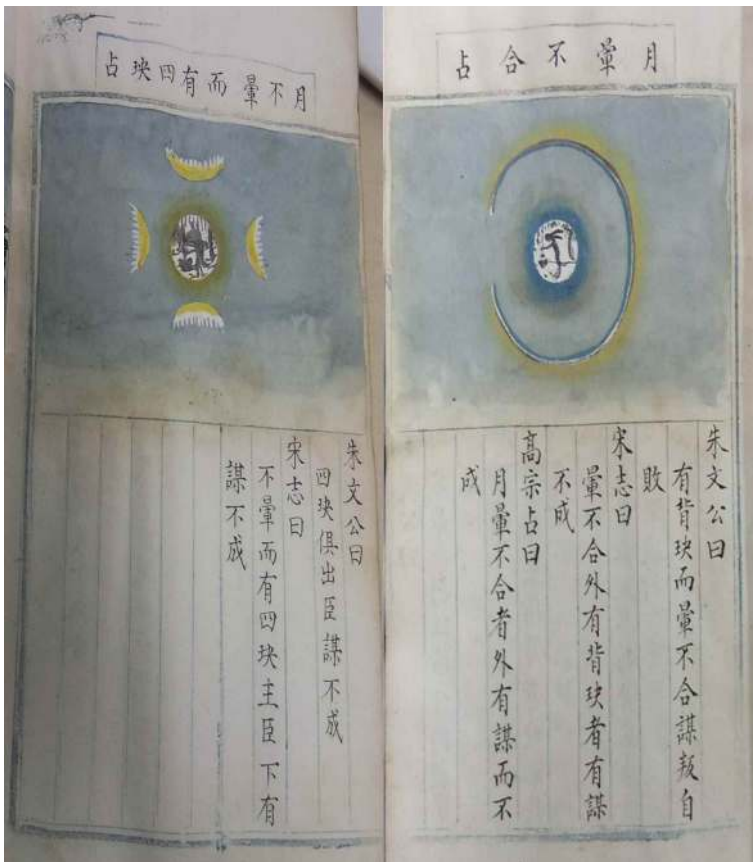 月暈不合占
朱文公曰
有背玦而暈不合謀叛自
敗
宋志曰
暈不合外有背玦者有謀
不成
高宗占曰
月暈不合者外有謀而不
成
月不暈而有四玦占
朱文公曰
四玦俱出臣謀不成
宋志曰
不暈而有四玦主臣下有
謀不成